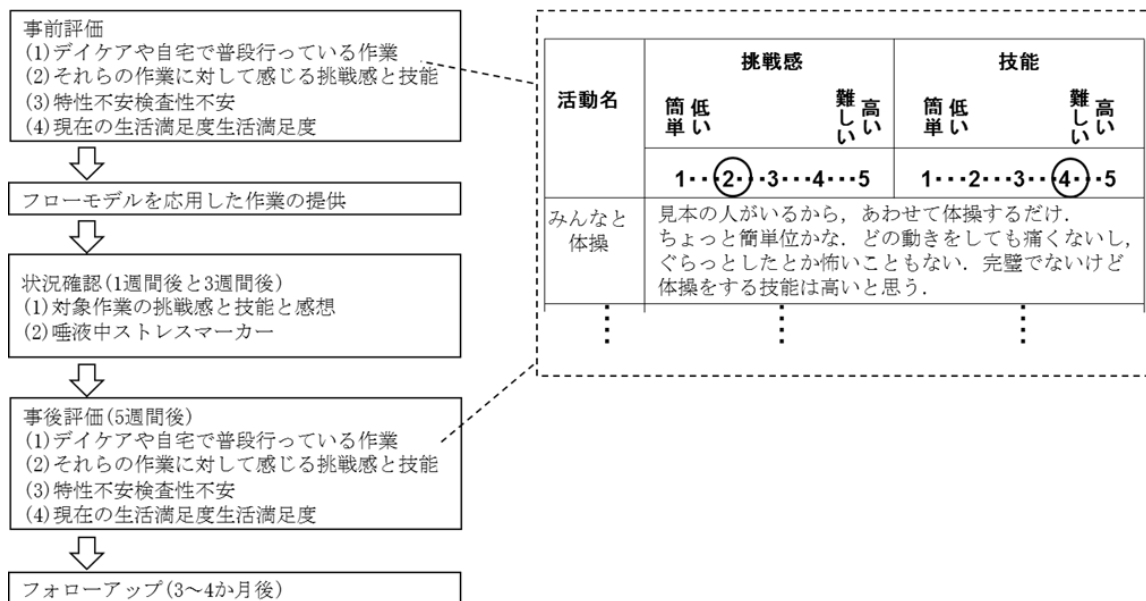 事前評価
(1)デイケアや自宅で普段行っている作業
(2)それらの作業に対して感じる挑戦感と技能
(3)特性不安検査性不安
(4)現在の生活満足度生活満足度
フローモデルを応用した作業の提供
状況確認(1週間後と3週間後)
(1)対象作業の挑戦感と技能と感想
(2)唾液中ストレスマーカー
事後評価(5週間後)
(1)デイケアや自宅で普段行っている作業
(2)それらの作業に対して感じる挑戦感と技能
(3)特性不安検査性不安
(4)現在の生活満足度生活満足度
フォローアップ(3～4か月後)
活動名
挑戦感
低い
簡単
高い
難しい
1・・・2・・・3・・・4・・・5
技能
低い
簡単
高い
難しい
1・・・2・・・3・・・4・・・5
みんなと
体操
見本の人がいるから，あわせて体操するだけ．
ちょっと簡単位かな．どの動きをしても痛くないし，
ぐらっとしたとか怖いこともない．完璧でないけど
体操をする技能は高いと思う．